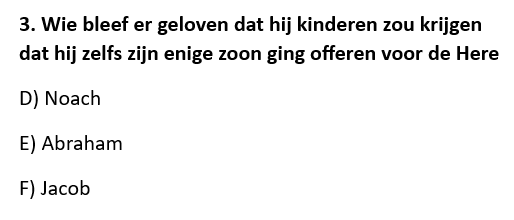 3. Wie bleef er geloven dat hij kinderen zou krijgen
dat hij zelfs zijn enige zoon ging offeren voor de Here
D) Noach
E) Abraham
F) Jacob